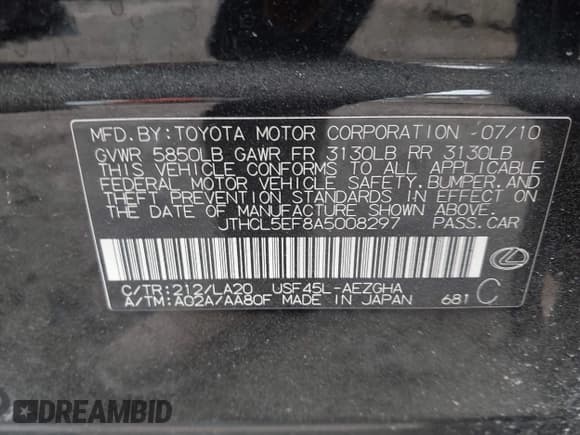 MFD. BY: TOYOTA MOTOR CORPORATION 07/10
GVWR 5850LB GAWR FR 3130LB RR 3130LB
THIS VEHICLE CONFORMS TO ALL APPLICABLE
FEDERAL MOTOR VEHICLE SAFETY, BUMPER, AND
THEFT PREVENTION STANDARDS IN EFFECT ON
THE DATE OF MANUFACTURE SHOWN ABOVE.
JTHCL5EF8A5008297 PASS. CAR
C/TR: 212/LA20 USF45L-AEZGHA
A/TM: A02A/AA80F MADE IN JAPAN 681 C
DREAMBID